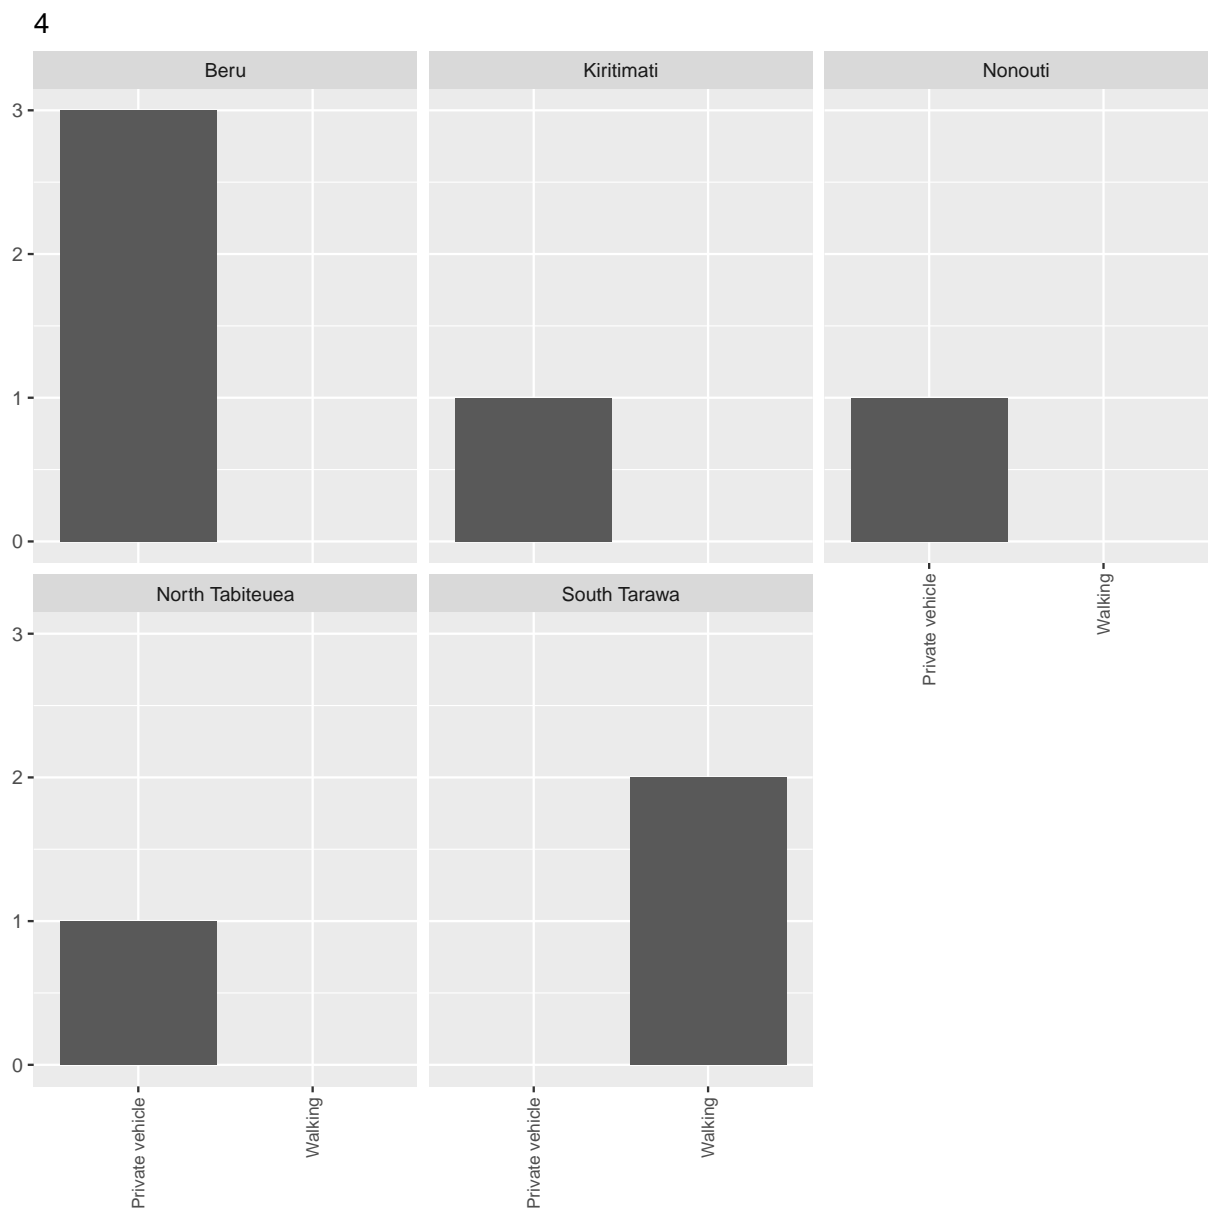 4
Beru
Kiritimati
Nonouti
3
2
1
0
Private vehicle
Walking
North Tabiteuea
South Tarawa
3
2
1
0
Private vehicle
Walking
Private vehicle
Walking